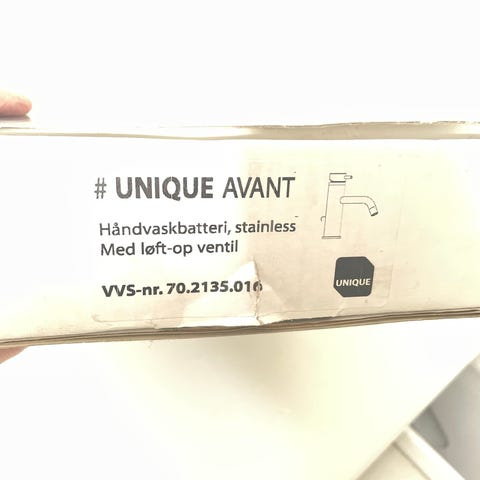 # UNIQUE AVANT
Håndvaskbatteri, stainless
Med løft-op ventil
VVS-nr. 70.2135.016
UNIQUE